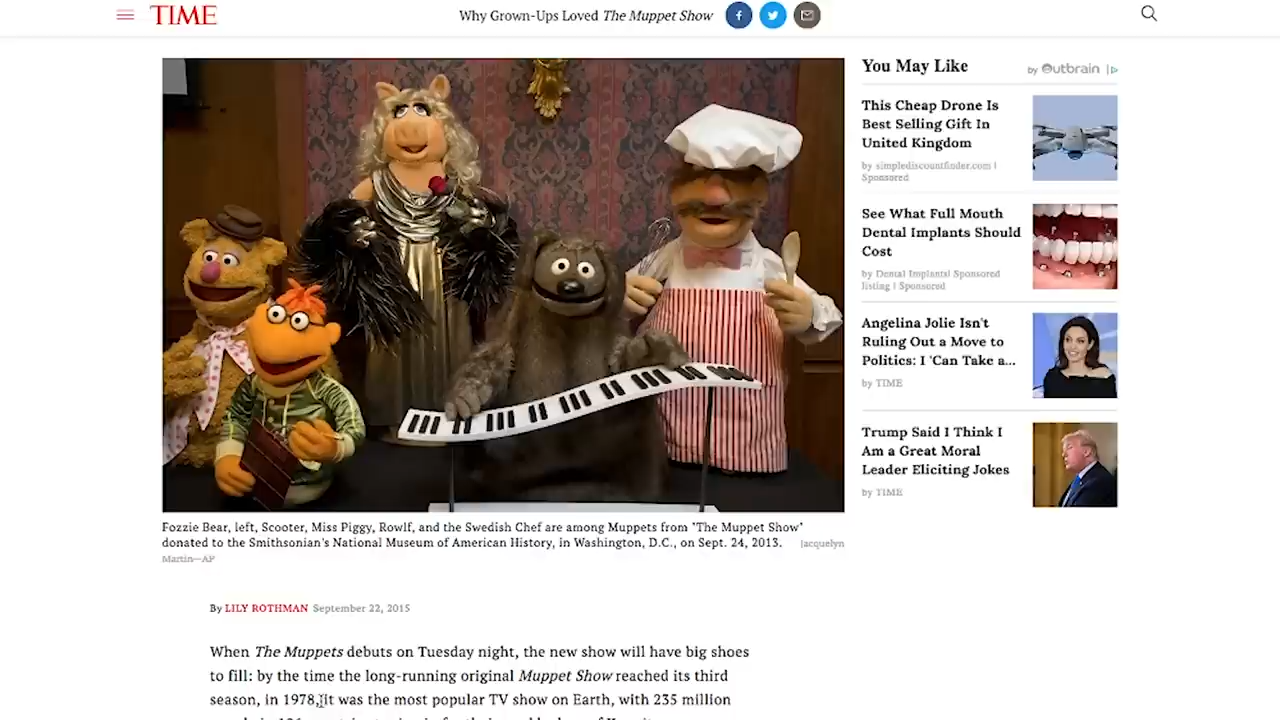 TIME
Why Grown-Ups Loved The Muppet Show
You May Like
by Outbrain
This Cheap Drone Is
Best Selling Gift In
United Kingdom
by simplediscountfinder.com |
Sponsored
See What Full Mouth
Dental Implants Should
Cost
by Dental Implants| Sponsored
listing | Sponsored
Angelina Jolie Isn't
Ruling Out a Move to
Politics: I 'Can Take a...
by TIME
Trump Said I Think I
Am a Great Moral
Leader Eliciting Jokes
by TIME
Fozzie Bear, left, Scooter, Miss Piggy, Rowlf, and the Swedish Chef are among Muppets from "The Muppet Show"
donated to the Smithsonian's National Museum of American History, in Washington, D.C., on Sept. 24, 2013. Jacquelyn
Martin—AP
By LILY ROTHMAN September 22, 2015
When The Muppets debuts on Tuesday night, the new show will have big shoes
to fill: by the time the long-running original Muppet Show reached its third
season, in 1978, it was the most popular TV show on Earth, with 235 million